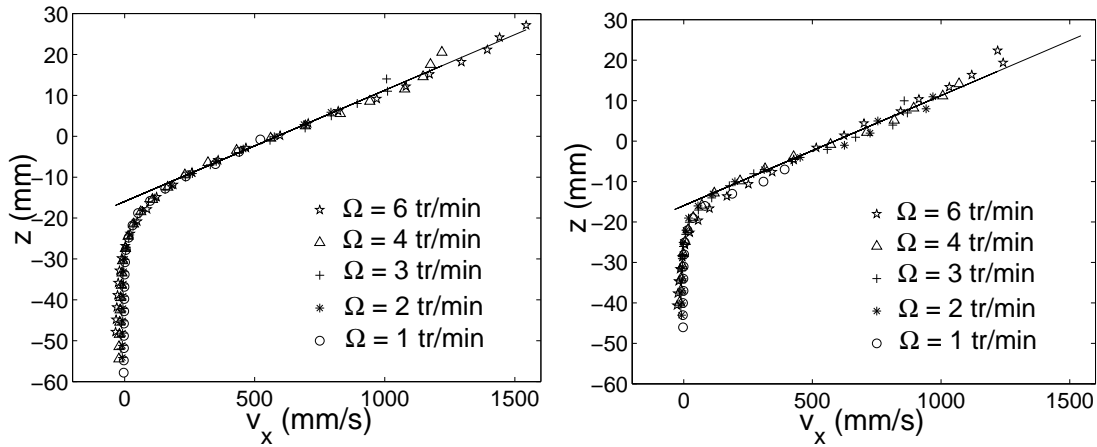 30
20
10
0
−10
−20
−30
−40
−50
−60
z (mm)
0
500
1000
1500
v_x (mm/s)
Ω = 6 tr/min
Ω = 4 tr/min
Ω = 3 tr/min
Ω = 2 tr/min
Ω = 1 tr/min
30
20
10
0
−10
−20
−30
−40
−50
−60
z (mm)
0
500
1000
1500
v_x (mm/s)
Ω = 6 tr/min
Ω = 4 tr/min
Ω = 3 tr/min
Ω = 2 tr/min
Ω = 1 tr/min